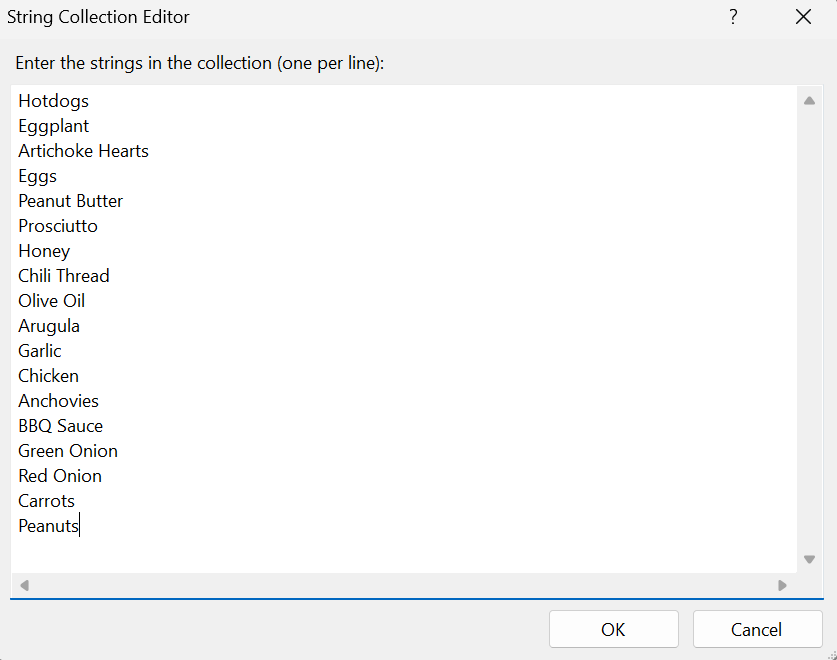 String Collection Editor
?
Enter the strings in the collection (one per line):
Hotdogs
Eggplant
Artichoke Hearts
Eggs
Peanut Butter
Prosciutto
Honey
Chili Thread
Olive Oil
Arugula
Garlic
Chicken
Anchovies
BBQ Sauce
Green Onion
Red Onion
Carrots
Peanuts
OK
Cancel